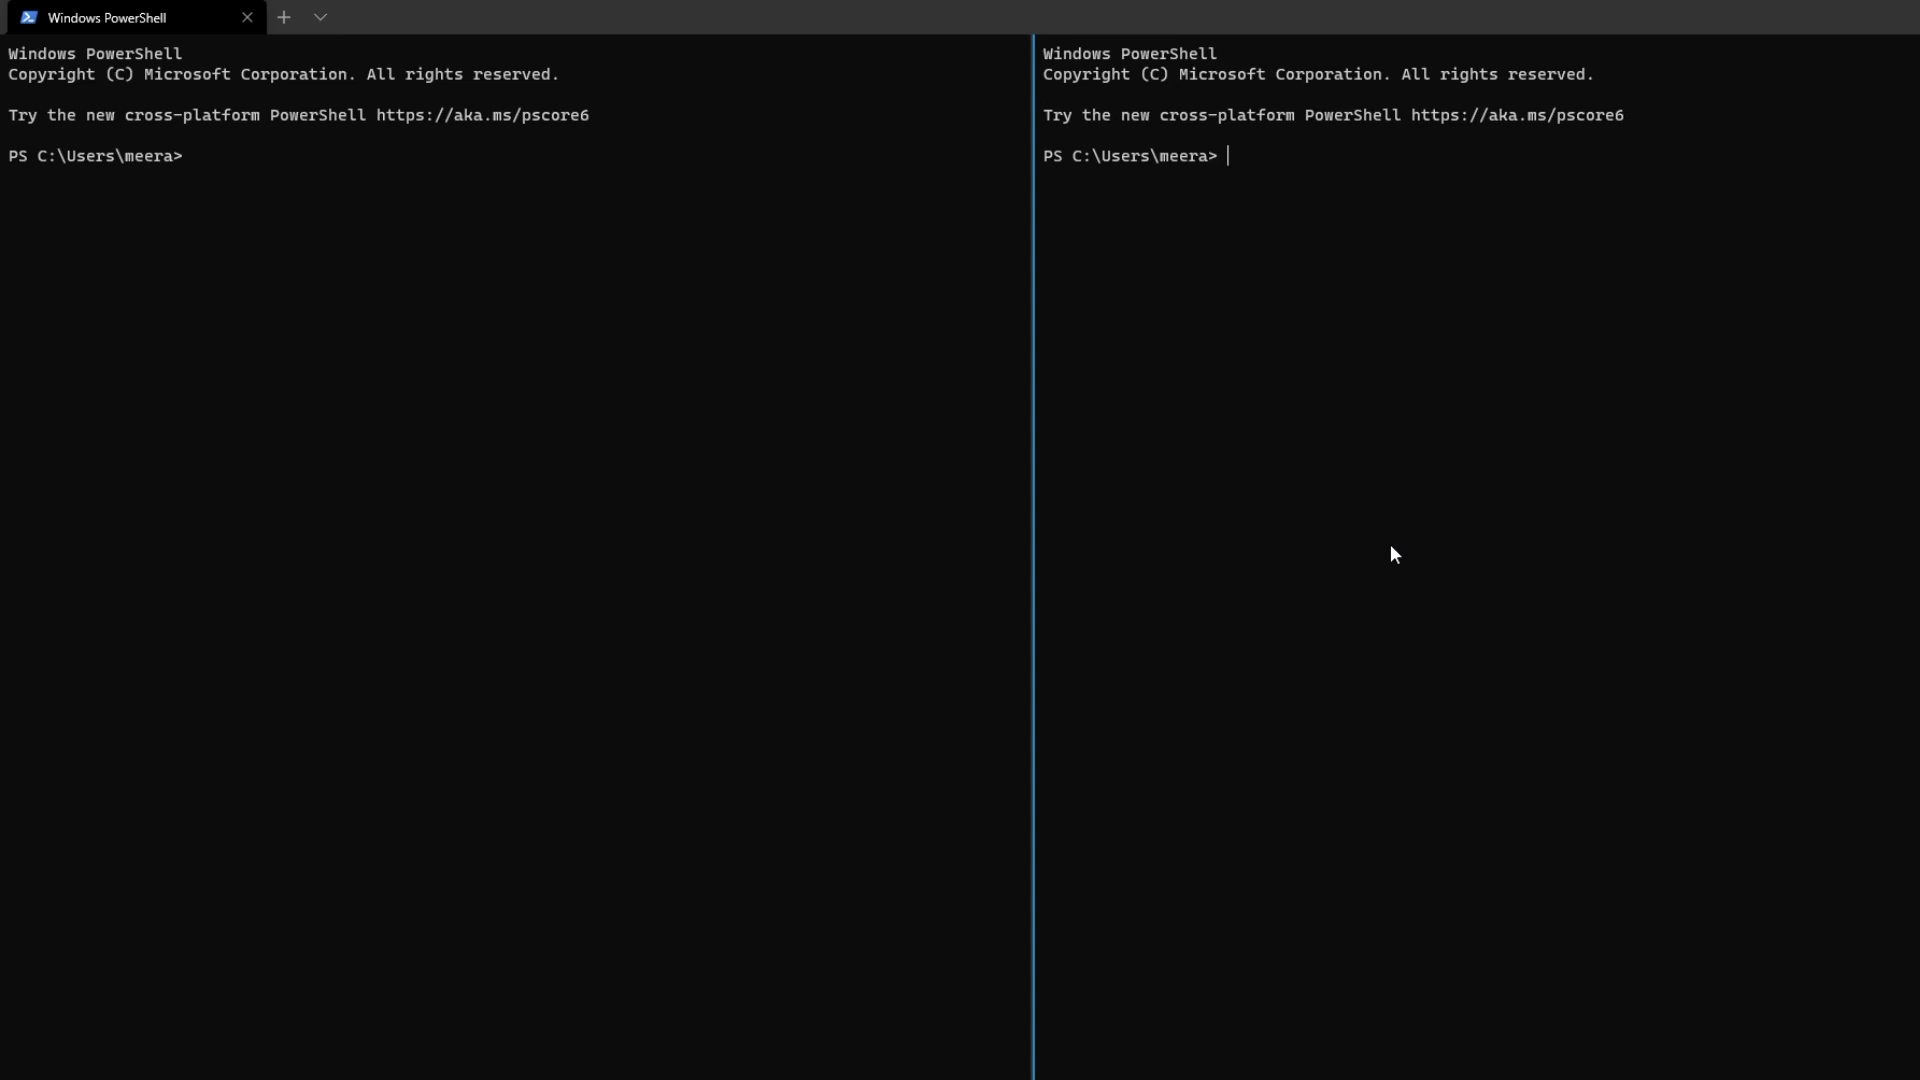 Windows PowerShell
Windows PowerShell
Copyright (C) Microsoft Corporation. All rights reserved.
Try the new cross-platform PowerShell https://aka.ms/pscore6
PS C:\Users\meera>
Windows PowerShell
Copyright (C) Microsoft Corporation. All rights reserved.
Try the new cross-platform PowerShell https://aka.ms/pscore6
PS C:\Users\meera>